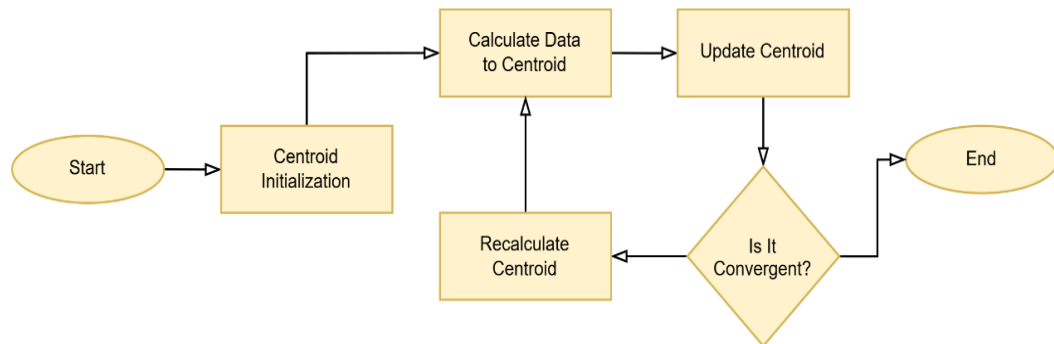 Start
Centroid
Initialization
Calculate Data
to Centroid
Update Centroid
Is It
Convergent?
Recalculate
Centroid
End